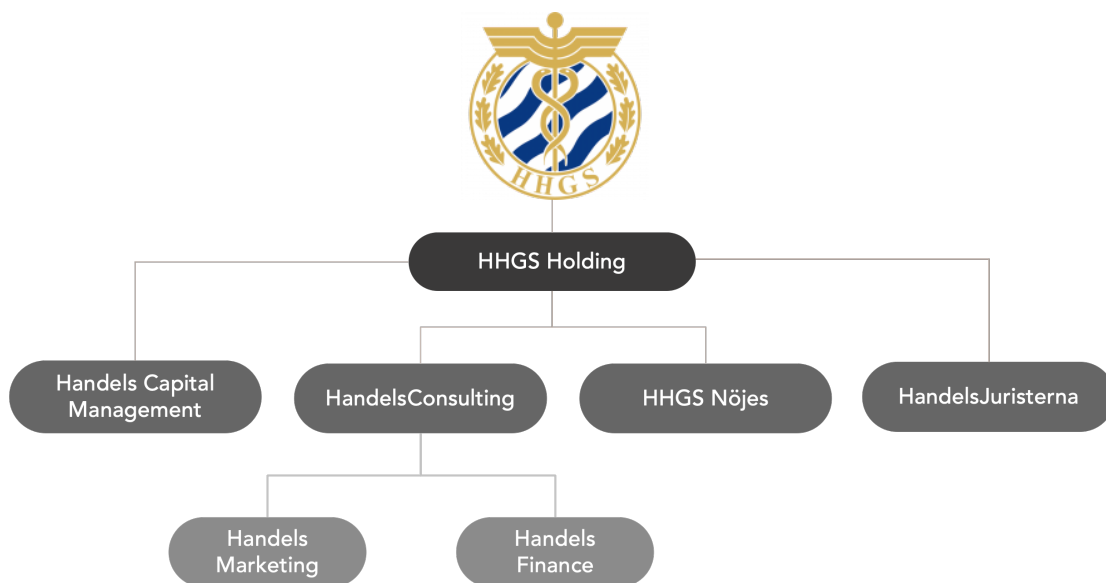 HHGS
HHGS Holding
Handels Capital
Management
HandelsConsulting
HHGS Nöjes
HandelsJuristerna
Handels
Marketing
Handels
Finance